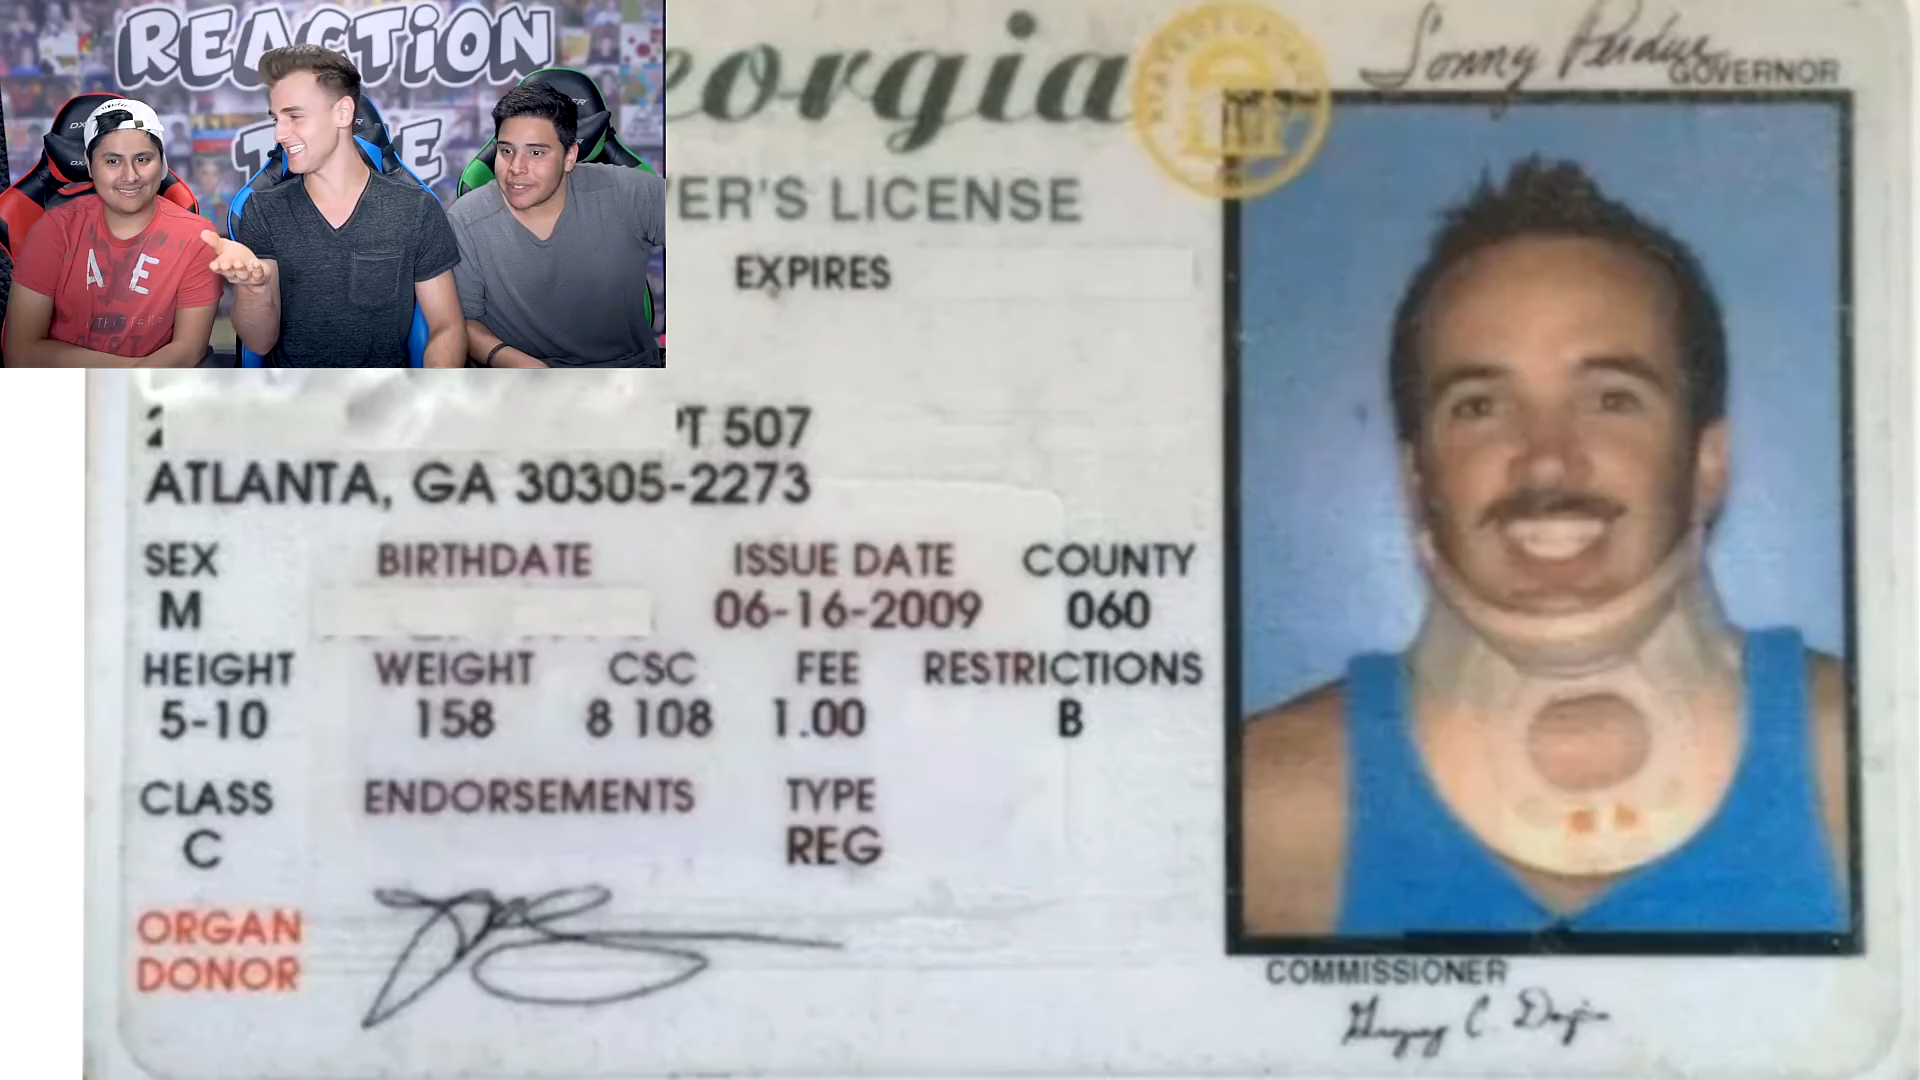 REACTION
TIME
eorgia
Sonny Perdue
GOVERNOR
ER'S LICENSE
EXPIRES
T 507
ATLANTA, GA 30305-2273
SEX BIRTHDATE ISSUE DATE COUNTY
M 06-16-2009 060
HEIGHT WEIGHT CSC FEE RESTRICTIONS
5-10 158 8 108 1.00 B
CLASS ENDORSEMENTS TYPE
C REG
ORGAN
DONOR
COMMISSIONER
A E